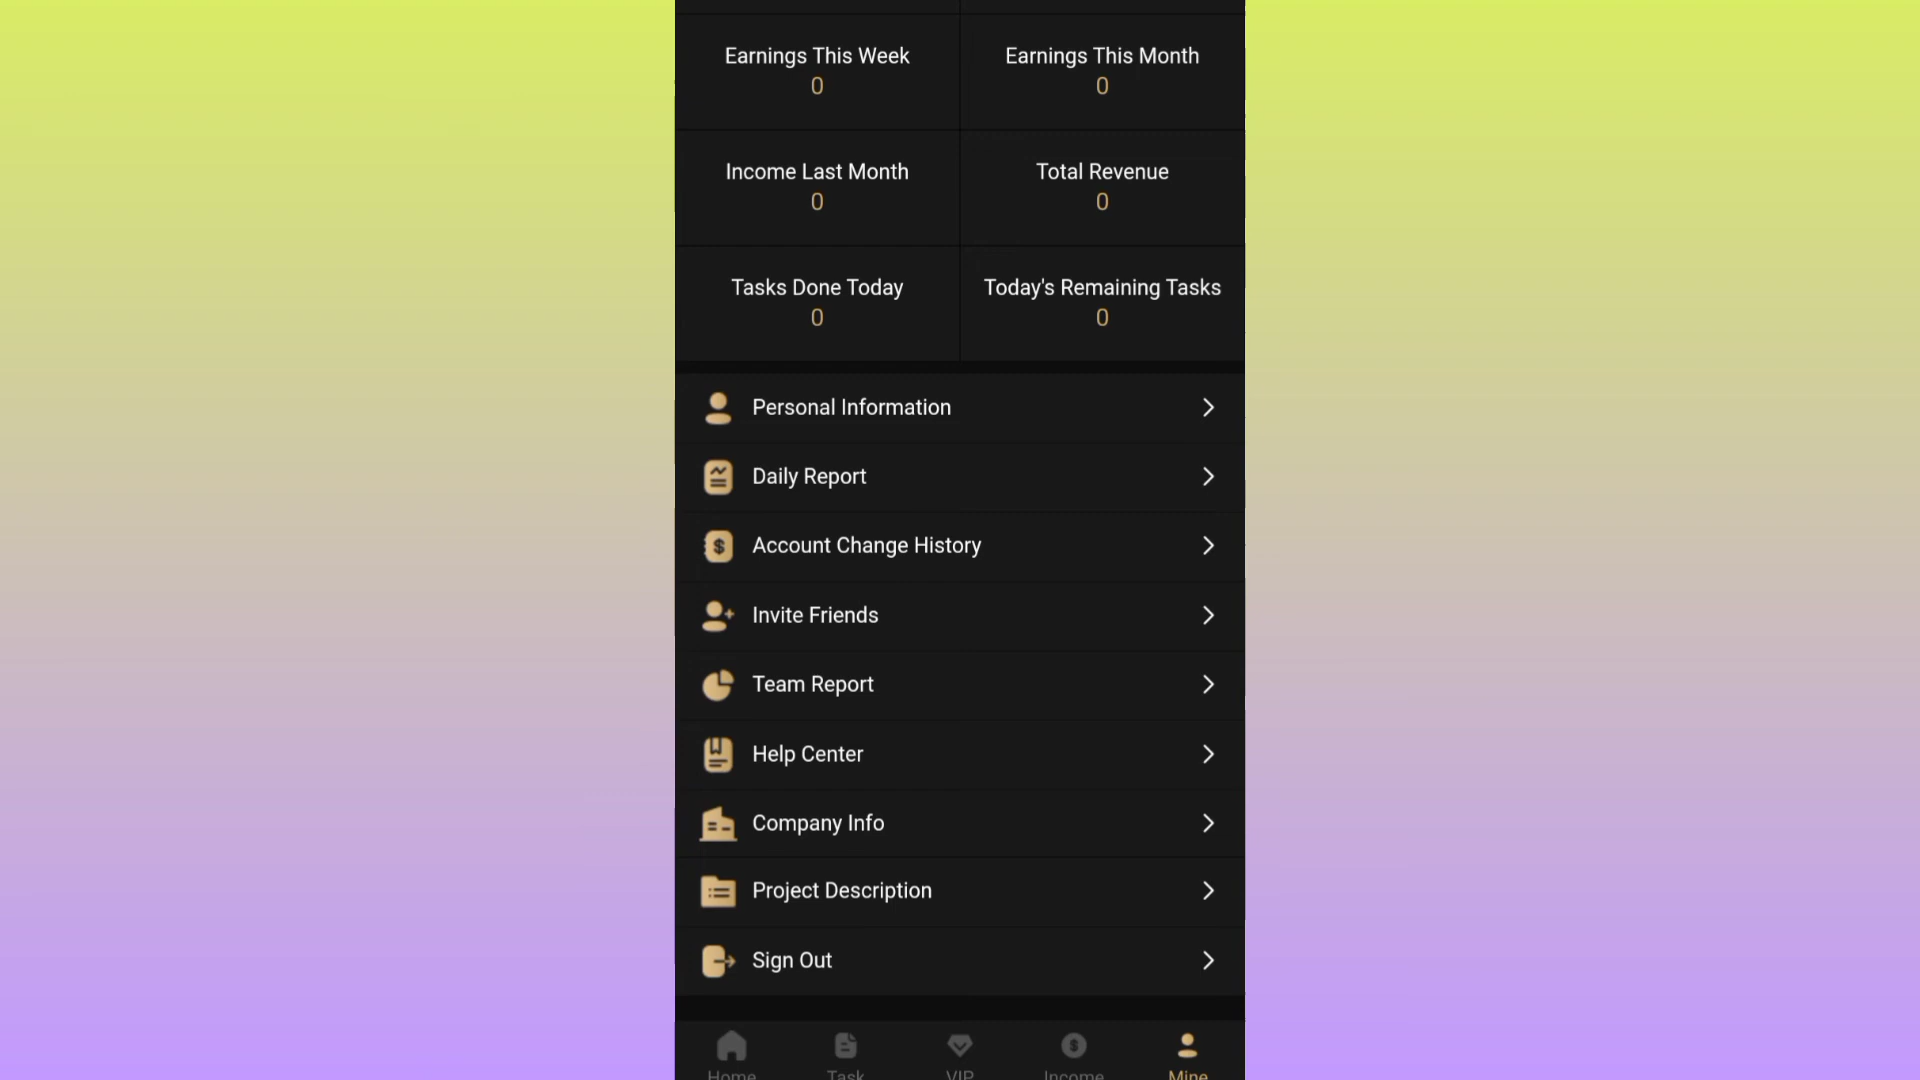 Earnings This Week
0
Earnings This Month
0
Income Last Month
0
Total Revenue
0
Tasks Done Today
0
Today's Remaining Tasks
0
Personal Information
Daily Report
Account Change History
Invite Friends
Team Report
Help Center
Company Info
Project Description
Sign Out
Home
Task
VIP
Income
Mine